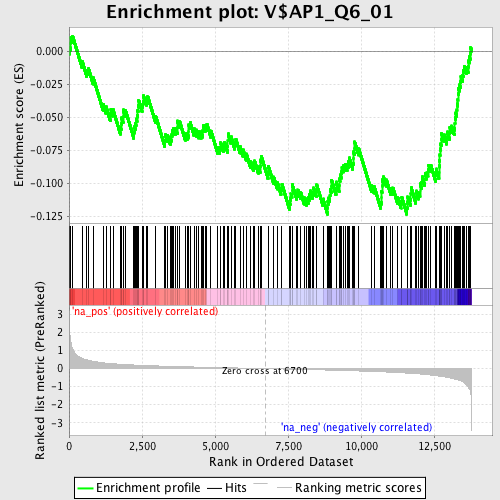 Enrichment plot: V$AP1_Q6_01
Enrichment score (ES)
0.000
-0.025
-0.050
-0.075
-0.100
-0.125
'na_pos' (positively correlated)
Ranked list metric (PreRanked)
3
2
1
0
-1
-2
-3
Zero cross at 6700
'na_neg' (negatively correlated)
0
2,500
5,000
7,500
10,000
12,500
Rank in Ordered Dataset
Enrichment profile
Hits
Ranking metric scores